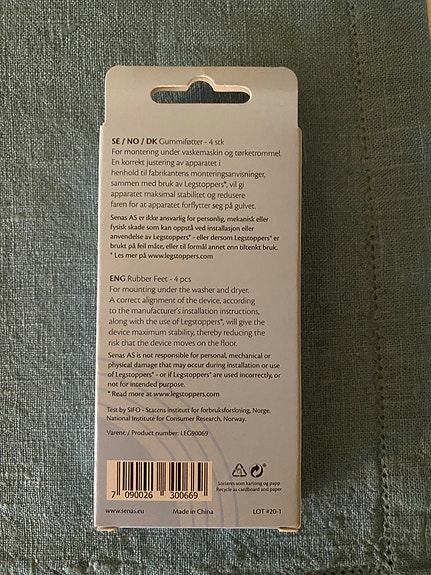 SE / NO / DK Gummiføtter - 4 stk
For montering under vaskemaskin og tørketrommel.
En korrekt justering av apparatet i
henhold til fabrikantens monteringsanvisninger,
sammen med bruk av Legstoppers®, vil gi
apparatet maksimal stabilitet og redusere
faren for at apparatet forflytter seg på gulvet.
Senas AS er ikke ansvarlig for personlig, mekanisk eller
fysisk skade som kan oppstå ved installasjon eller
anvendelse av Legstoppers® - eller dersom Legstoppers® er
brukt på feil måte, eller til formål annet enn tiltenkt bruk.
* Les mer på www.legstoppers.com
ENG Rubber Feet - 4 pcs
For mounting under the washer and dryer.
A correct alignment of the device, according
to the manufacturer's installation instructions,
along with the use of Legstoppers®, will give the
device maximum stability, thereby reducing the
risk that the device moves on the floor.
Senas AS is not responsible for personal, mechanical or
physical damage that may occur during installation or use
of Legstoppers® - or if Legstoppers® are used incorrectly, or
not for intended purpose.
* Read more at www.legstoppers.com
Test by SIFO - Statens institutt for forbruksforskning, Norge.
National Institute for Consumer Research, Norway.
Varenr. / Product number: LEG90069
Sorteres som kartong og papp
Recycle as cardboard and paper
7 090026 300669
www.senas.eu Made in China LOT #20-1